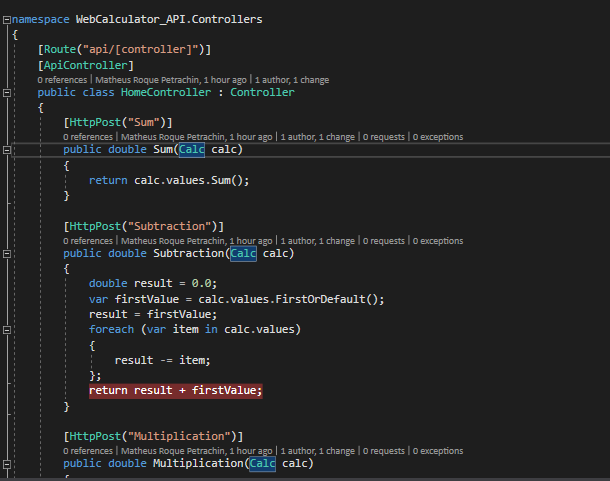 namespace WebCalculator_API.Controllers
{
[Route("api/[controller]")]
[ApiController]
0 references | Matheus Roque Petrachin, 1 hour ago | 1 author, 1 change
public class HomeController : Controller
{
[HttpPost("Sum")]
0 references | Matheus Roque Petrachin, 1 hour ago | 1 author, 1 change | 0 requests | 0 exceptions
public double Sum(Calc calc)
{
return calc.values.Sum();
}
[HttpPost("Subtraction")]
0 references | Matheus Roque Petrachin, 1 hour ago | 1 author, 1 change | 0 requests | 0 exceptions
public double Subtraction(Calc calc)
{
double result = 0.0;
var firstValue = calc.values.FirstOrDefault();
result = firstValue;
foreach (var item in calc.values)
{
result -= item;
};
return result + firstValue;
}
[HttpPost("Multiplication")]
0 references | Matheus Roque Petrachin, 1 hour ago | 1 author, 1 change | 0 requests | 0 exceptions
public double Multiplication(Calc calc)
{